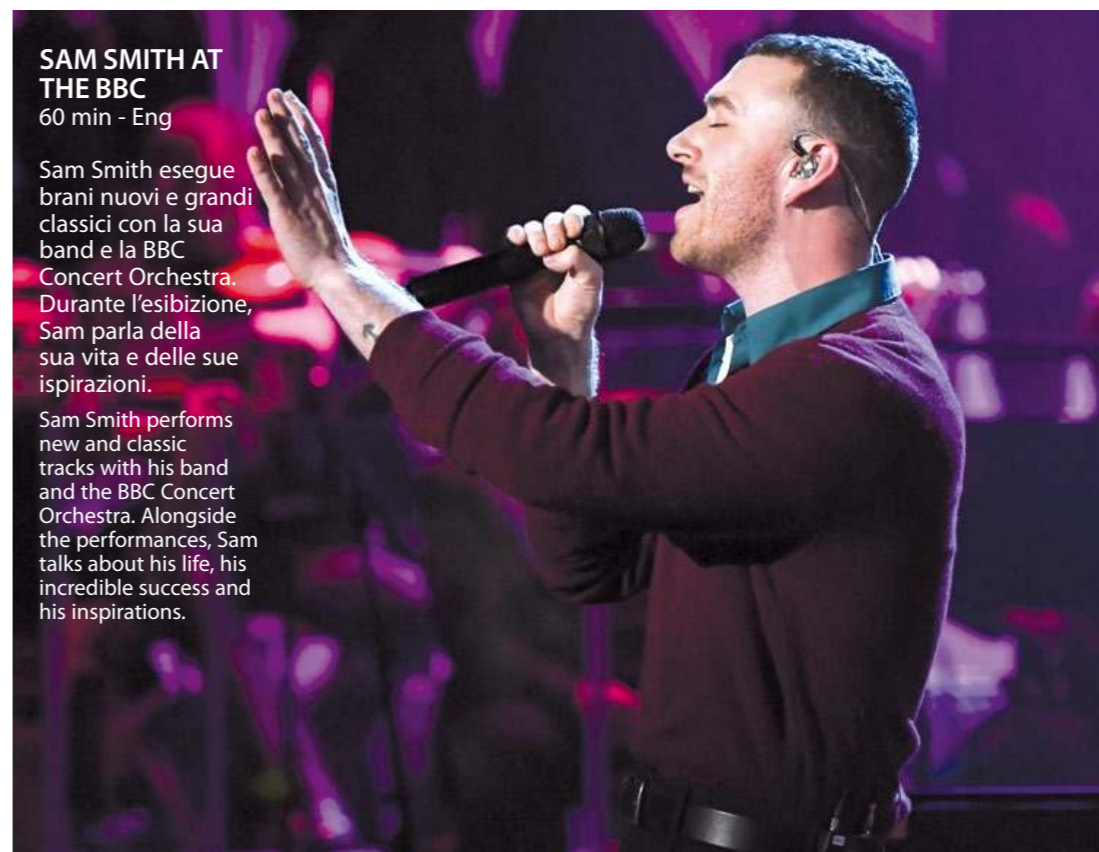 SAM SMITH AT
THE BBC
60 min - Eng
Sam Smith esegue
brani nuovi e grandi
classici con la sua
band e la BBC
Concert Orchestra.
Durante l’esibizione,
Sam parla della
sua vita e delle sue
ispirazioni.
Sam Smith performs
new and classic
tracks with his band
and the BBC Concert
Orchestra. Alongside
the performances, Sam
talks about his life, his
incredible success and
his inspirations.